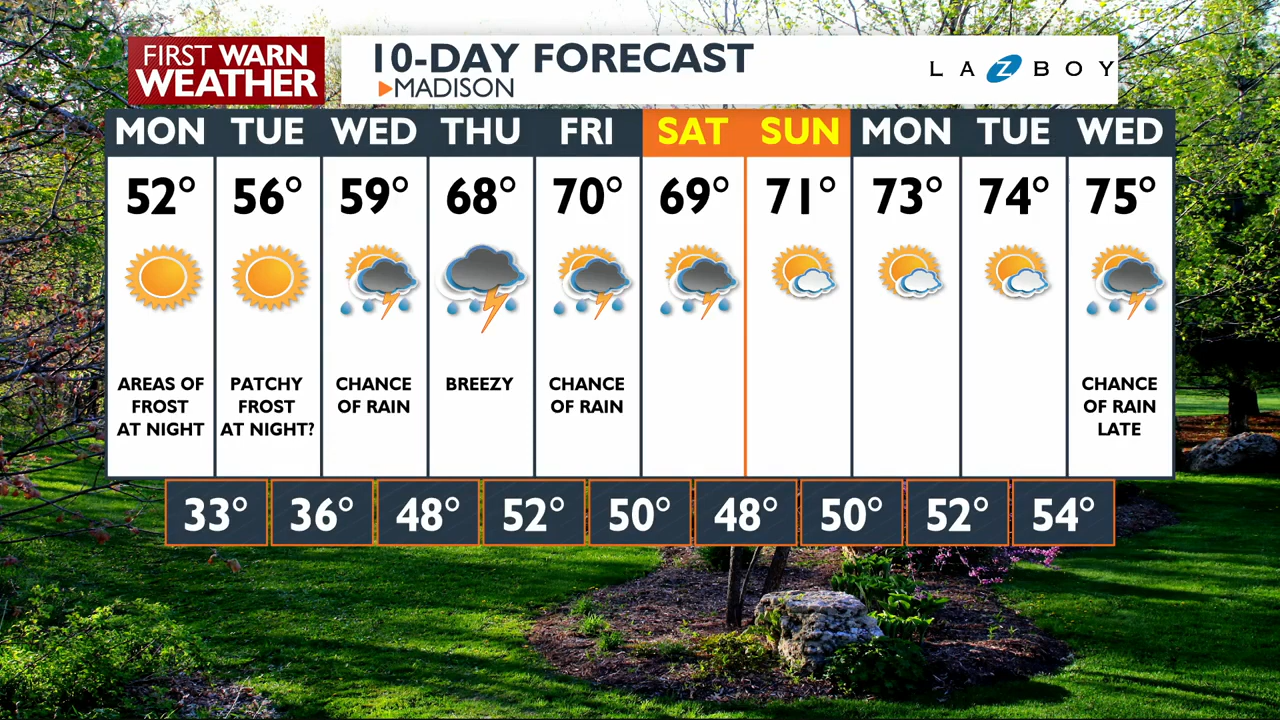 FIRST WARN
WEATHER
10-DAY FORECAST
MADISON
LA Z BOY
MON TUE WED THU FRI SAT SUN MON TUE WED
52° 56° 59° 68° 70° 69° 71° 73° 74° 75°
AREAS OF
FROST
AT NIGHT
PATCHY
FROST
AT NIGHT?
CHANCE
OF RAIN
BREEZY
CHANCE
OF RAIN
CHANCE
OF RAIN
LATE
33° 36° 48° 52° 50° 48° 50° 52° 54°